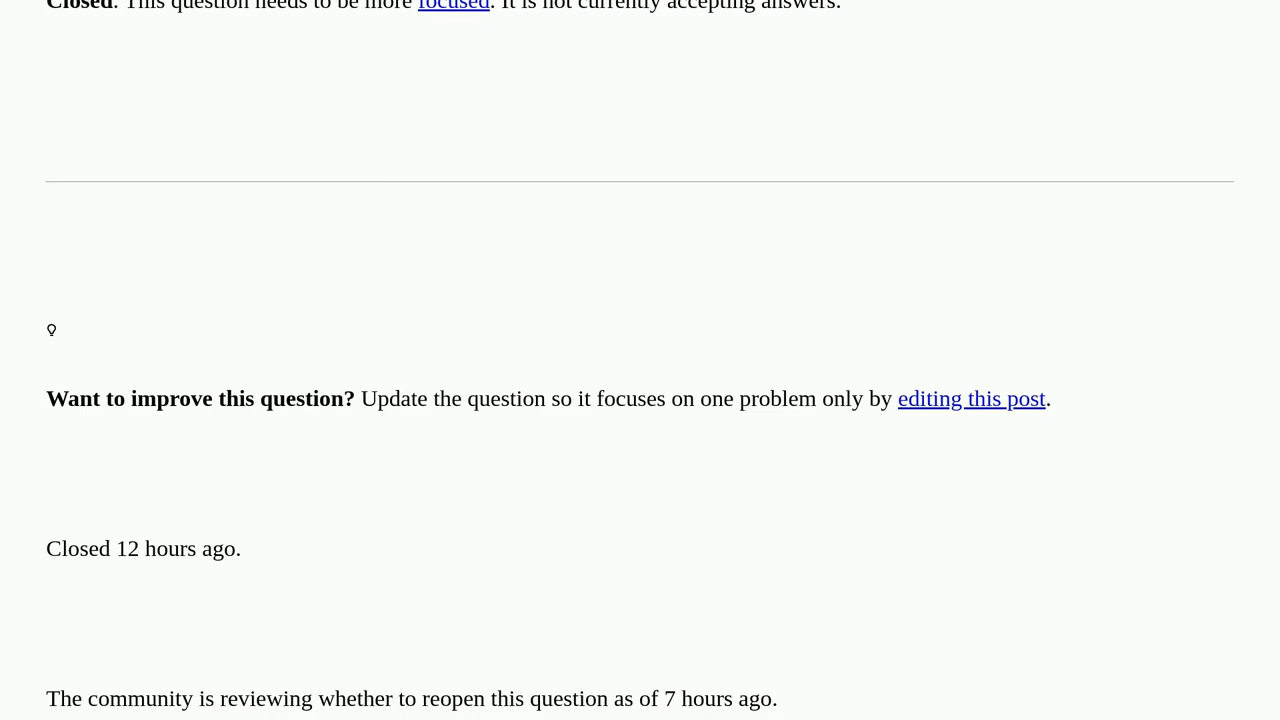 Closed. This question needs to be more focused. It is not currently accepting answers.
Want to improve this question? Update the question so it focuses on one problem only by editing this post.
Closed 12 hours ago.
The community is reviewing whether to reopen this question as of 7 hours ago.